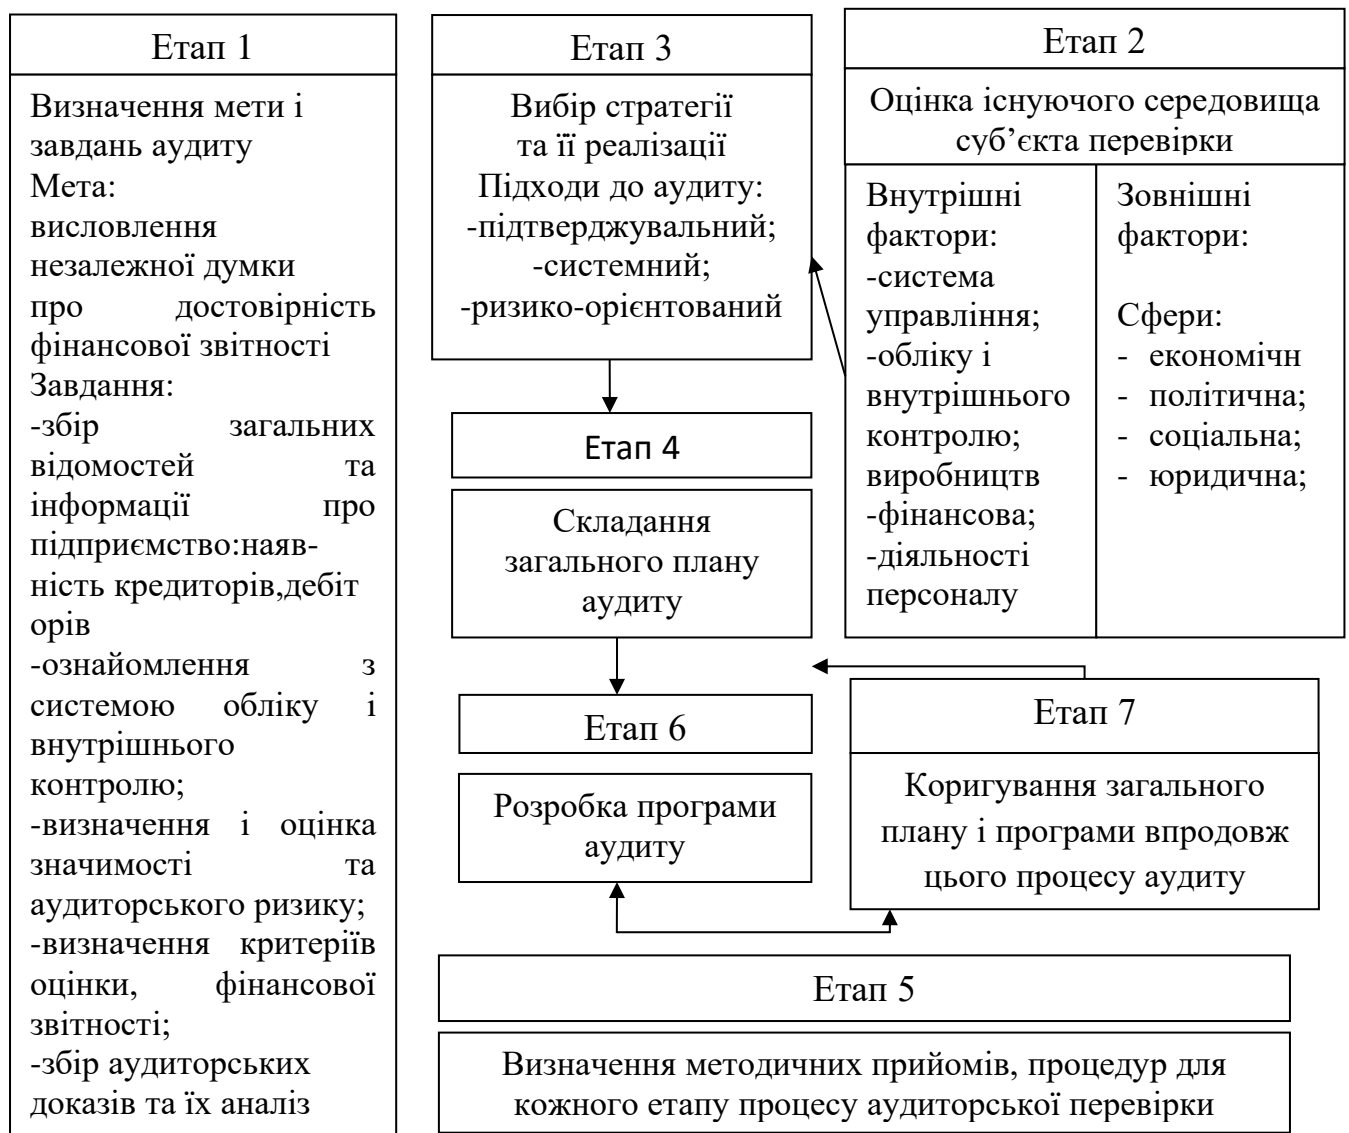 Етап 1
Визначення мети і
завдань аудиту
Мета:
висловлення
незалежної думки
про достовірність
фінансової звітності
Завдання:
-збір загальних
відомостей та
інформації про
підприємство:наяв-
ність кредиторів,дебіт
орів
-ознайомлення з
системою обліку і
внутрішнього
контролю;
-визначення і оцінка
значимості та
аудиторського ризику;
-визначення критеріїв
оцінки, фінансової
звітності;
-збір аудиторських
доказів та їх аналіз
Етап 3
Вибір стратегії
та її реалізації
Підходи до аудиту:
-підтверджувальний;
-системний;
-ризико-орієнтований
Етап 2
Оцінка існуючого середовища
суб’єкта перевірки
Внутрішні
фактори:
-система
управління;
-обліку і
внутрішнього
контролю;
виробництв
-фінансова;
-діяльності
персоналу
Зовнішні
фактори:
Сфери:
- економічн
- політична;
- соціальна;
- юридична;
Етап 4
Складання
загального плану
аудиту
Етап 6
Розробка програми
аудиту
Етап 7
Коригування загального
плану і програми впродовж
цього процесу аудиту
Етап 5
Визначення методичних прийомів, процедур для
кожного етапу процесу аудиторської перевірки